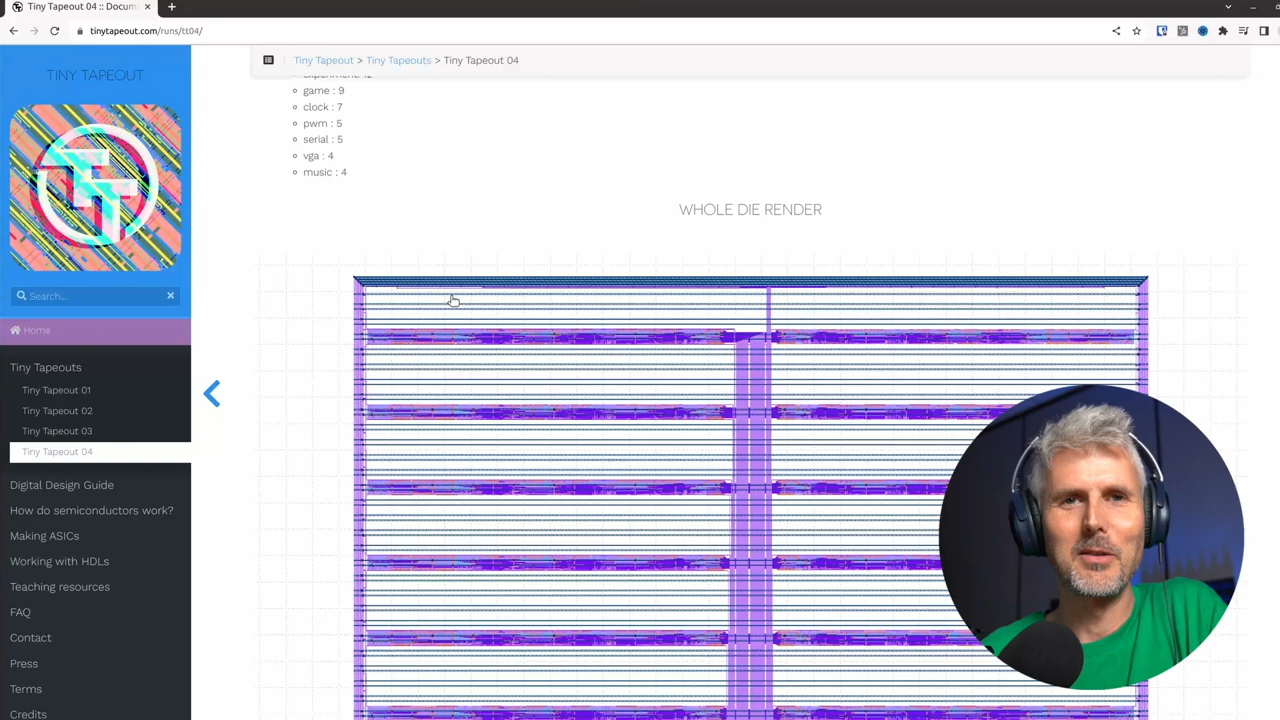 Tiny Tapeout 04 :: Docum
tinytapeout.com/runs/tt04/
TINY TAPEOUT
Search...
Home
Tiny Tapeouts
Tiny Tapeout 01
Tiny Tapeout 02
Tiny Tapeout 03
Tiny Tapeout 04
Digital Design Guide
How do semiconductors work?
Making ASICs
Working with HDLs
Teaching resources
FAQ
Contact
Press
Terms
Credits
Tiny Tapeout > Tiny Tapeouts > Tiny Tapeout 04
experiment: 12
game : 9
clock : 7
pwm : 5
serial : 5
vga : 4
music : 4
WHOLE DIE RENDER